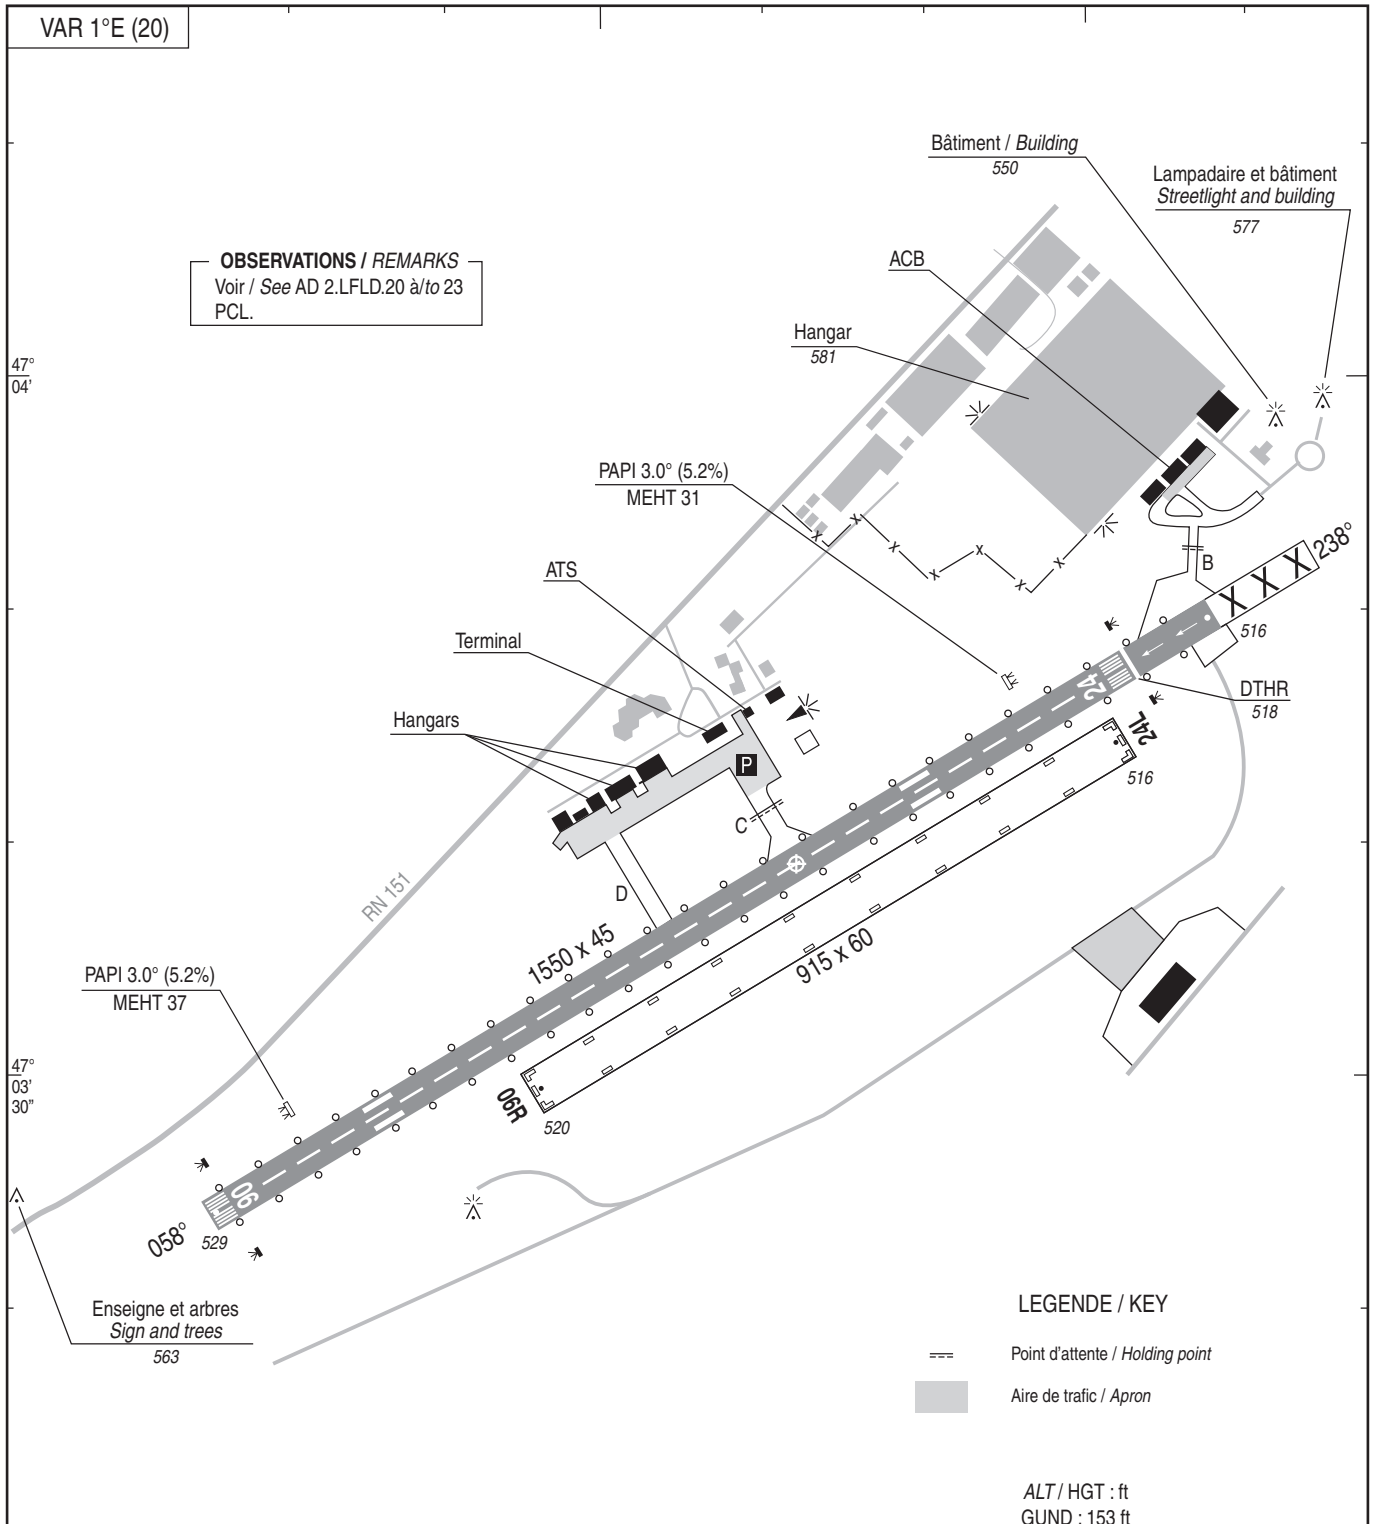 VAR 1°E (20)
Bâtiment / Building
550
Lampadaire et bâtiment
Streetlight and building
577
OBSERVATIONS / REMARKS
Voir / See AD 2.LFLD.20 à/to 23
PCL.
ACB
Hangar
581
47°
04'
PAPI 3.0° (5.2%)
MEHT 31
ATS
B
238°
516
Terminal
DTHR
518
24
Hangars
24L
516
P
C
D
RN 151
1550 x 45
915 x 60
PAPI 3.0° (5.2%)
MEHT 37
47°
03'
30"
06R
520
06
058°
529
Enseigne et arbres
Sign and trees
563
LEGENDE / KEY
Point d'attente / Holding point
Aire de trafic / Apron
ALT / HGT : ft
GUND : 153 ft